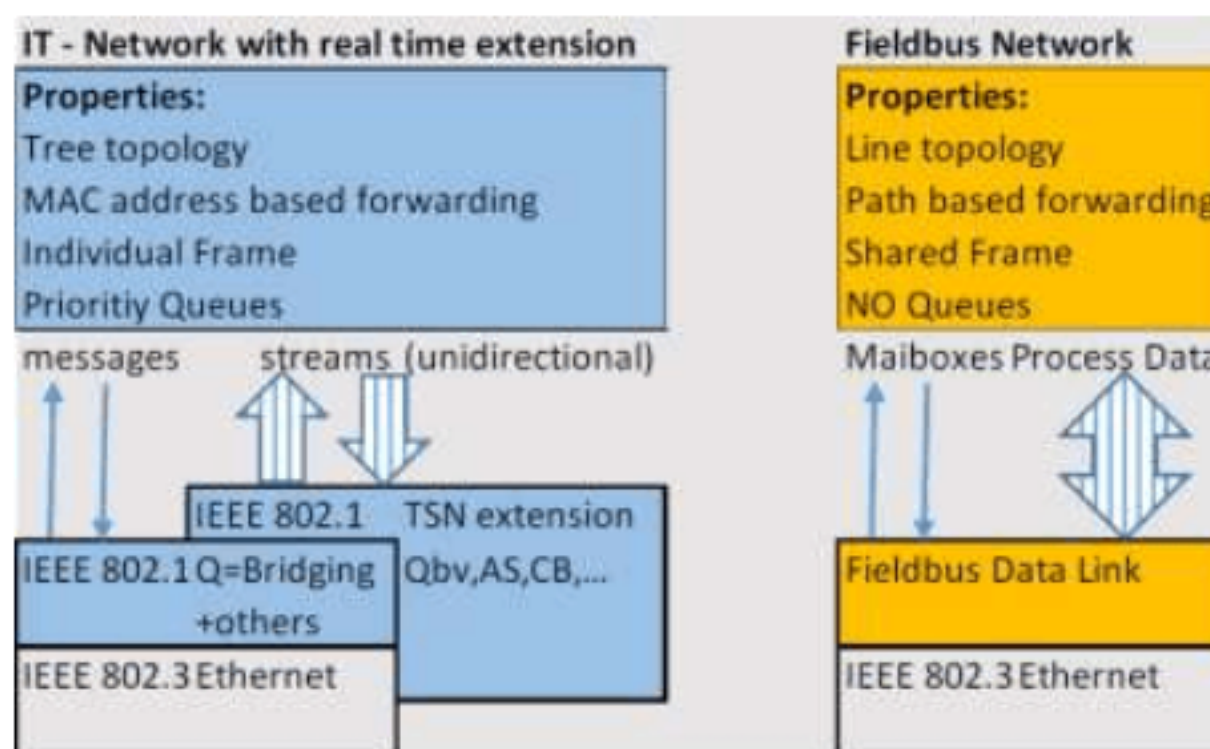 IT - Network with real time extension
Properties:
Tree topology
MAC address based forwarding
Individual Frame
Prioritiy Queues
messages streams (unidirectional)
IEEE 802.1 TSN extension
IEEE 802.1 Q=Bridging Qbv,AS,CB,...
+others
IEEE 802.3 Ethernet
Fieldbus Network
Properties:
Line topology
Path based forwarding
Shared Frame
NO Queues
Maiboxes Process Data
Fieldbus Data Link
IEEE 802.3 Ethernet